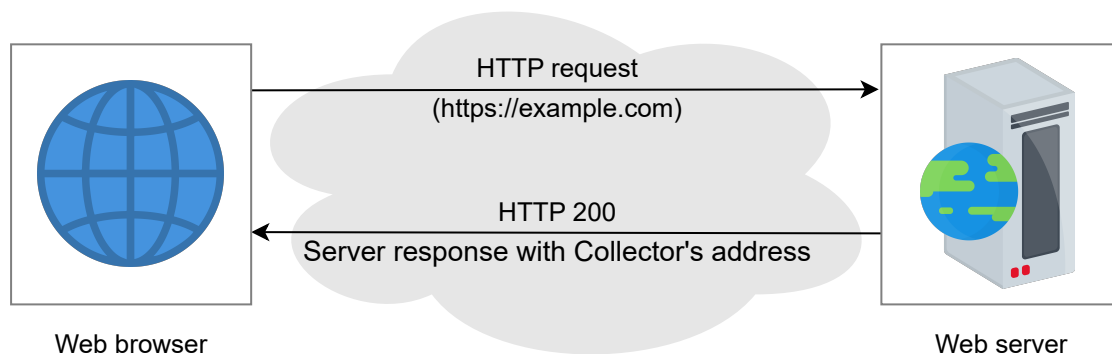 HTTP request
(https://example.com)
HTTP 200
Server response with Collector's address
Web browser
Web server